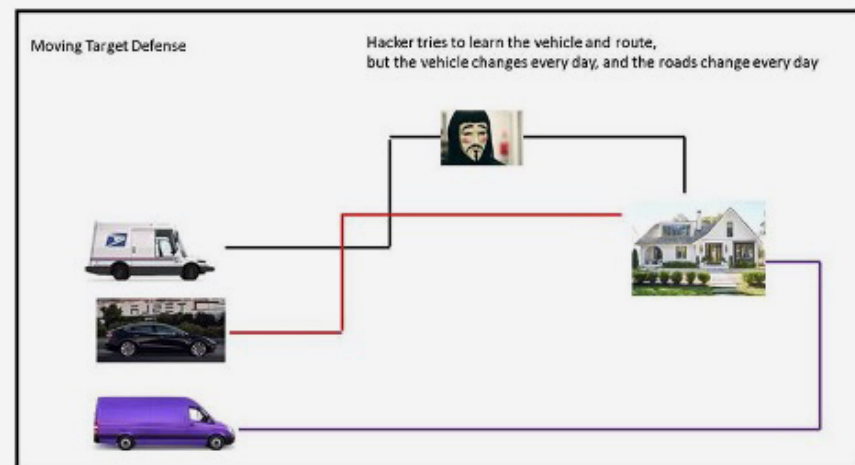 Moving Target Defense
Hacker tries to learn the vehicle and route,
but the vehicle changes every day, and the roads change every day